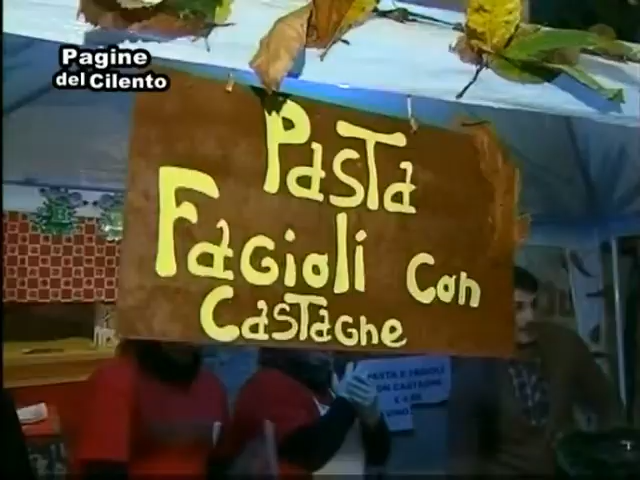 Pagine
del Cilento
Pasta
Fagioli con
Castagne
PASTA E FAGIOLI
CON CASTAGNE